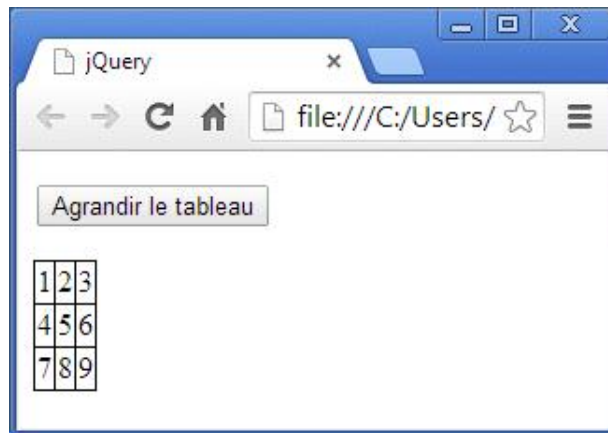 jQuery
file:///C:/Users/
Agrandir le tableau
1 2 3
4 5 6
7 8 9